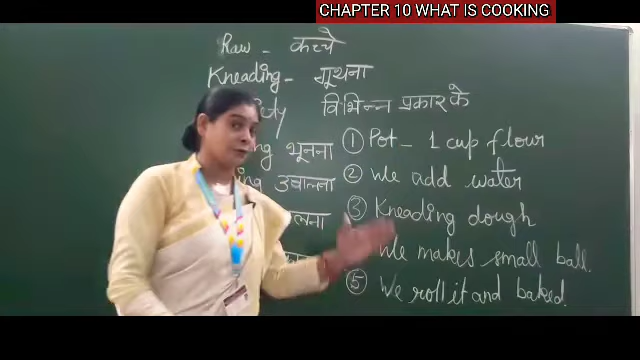 CHAPTER 10 WHAT IS COOKING
Raw - कच्चे
Kneading - गूथना
विभिन्न प्रकार के
भूनना
उबालना
① Pot - 1 cup flour
② We add water
③ Kneading dough
We makes small ball.
⑤ We roll it and baked.